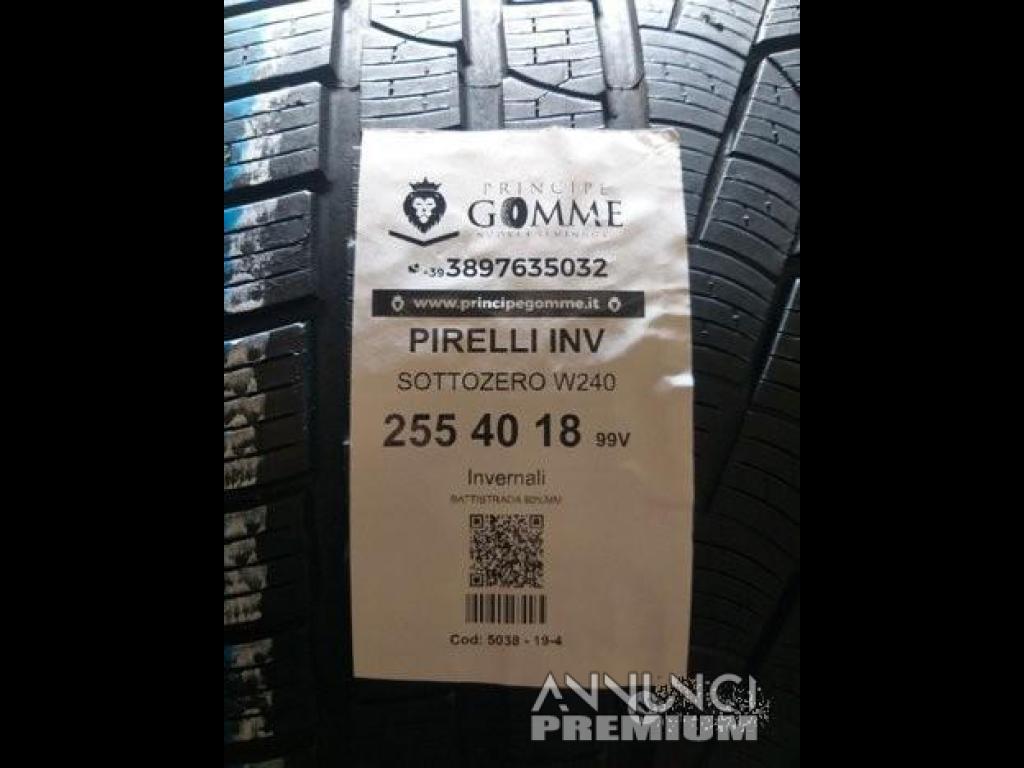 PRINCIPE
GOMME
+39 3897635032
www.principegomme.it
PIRELLI INV
SOTTOZERO W240
255 40 18 99V
Invernali
BATTISTRADA
Cod: 5038 - 19-4
ANNUNCI
PREMIUM